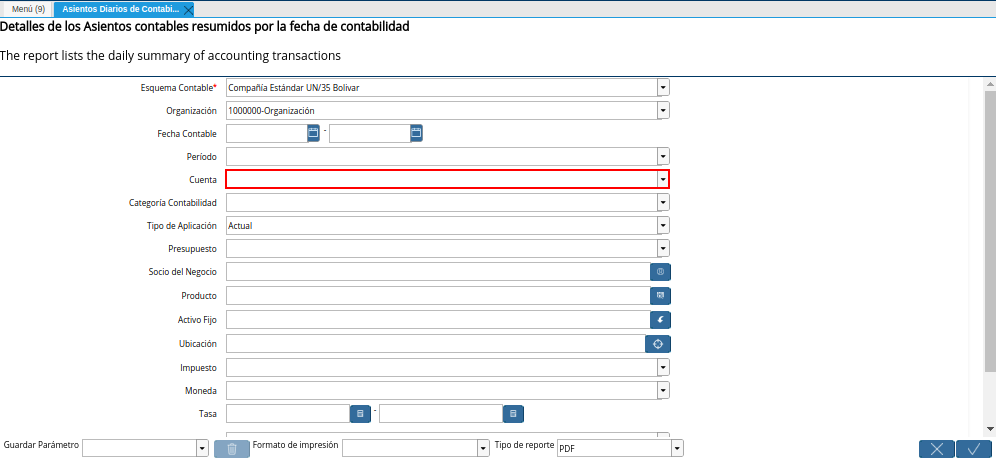 Menú (9) Asientos Diarios de Contabi...
Detalles de los Asientos contables resumidos por la fecha de contabilidad
The report lists the daily summary of accounting transactions
Esquema Contable* Compañía Estándar UN/35 Bolivar
Organización 1000000-Organización
Fecha Contable -
Período
Cuenta
Categoría Contabilidad
Tipo de Aplicación Actual
Presupuesto
Socio del Negocio
Producto
Activo Fijo
Ubicación
Impuesto
Moneda
Tasa -
Guardar Parámetro Formato de impresión Tipo de reporte PDF